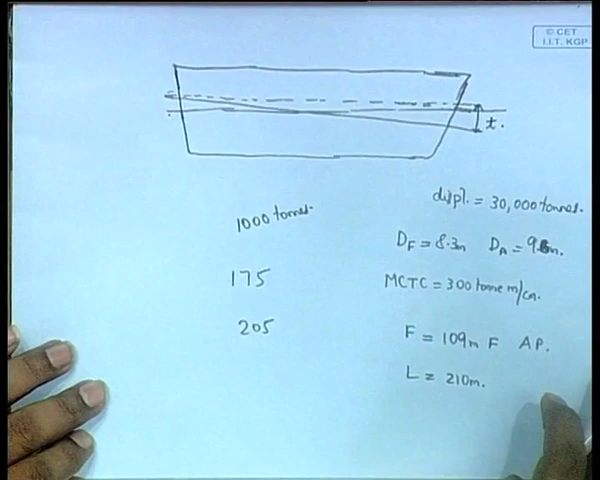 © CET
I.I.T. KGP
t.
displ. = 30,000 tonnes.
1000 tonnes.
DF = 8.3m DA = m.
175 MCTC = 300 tonne m/cm.
205 F = 109m F AP.
L = 210m.